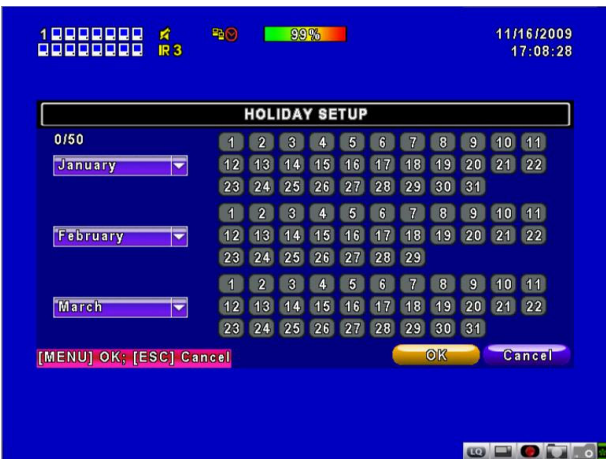 1
IR 3
99%
11/16/2009
17:08:28
HOLIDAY SETUP
0/50
January
1 2 3 4 5 6 7 8 9 10 11
12 13 14 15 16 17 18 19 20 21 22
23 24 25 26 27 28 29 30 31
February
1 2 3 4 5 6 7 8 9 10 11
12 13 14 15 16 17 18 19 20 21 22
23 24 25 26 27 28 29
March
1 2 3 4 5 6 7 8 9 10 11
12 13 14 15 16 17 18 19 20 21 22
23 24 25 26 27 28 29 30 31
[MENU] OK; [ESC] Cancel
OK
Cancel
LQ